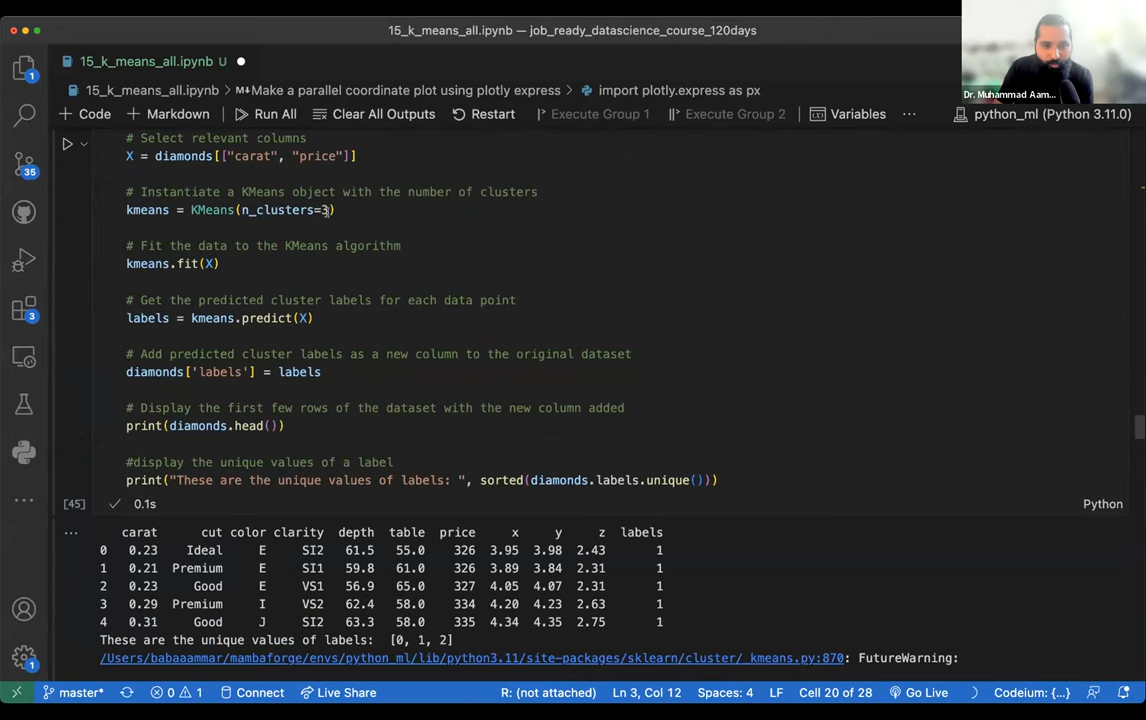 15_k_means_all.ipynb — job_ready_datascience_course_120days
Dr. Muhammad Aam...
15_k_means_all.ipynb U
15_k_means_all.ipynb > M↓Make a parallel coordinate plot using plotly express > import plotly.express as px
+ Code + Markdown Run All Clear All Outputs Restart Execute Group 1 Execute Group 2 Variables ... python_ml (Python 3.11.0)
# Select relevant columns
X = diamonds[["carat", "price"]]
# Instantiate a KMeans object with the number of clusters
kmeans = KMeans(n_clusters=3)
# Fit the data to the KMeans algorithm
kmeans.fit(X)
# Get the predicted cluster labels for each data point
labels = kmeans.predict(X)
# Add predicted cluster labels as a new column to the original dataset
diamonds['labels'] = labels
# Display the first few rows of the dataset with the new column added
print(diamonds.head())
#display the unique values of a label
print("These are the unique values of labels: ", sorted(diamonds.labels.unique()))
[45] ✓ 0.1s Python
... carat cut color clarity depth table price x y z labels
0 0.23 Ideal E SI2 61.5 55.0 326 3.95 3.98 2.43 1
1 0.21 Premium E SI1 59.8 61.0 326 3.89 3.84 2.31 1
2 0.23 Good E VS1 56.9 65.0 327 4.05 4.07 2.31 1
3 0.29 Premium I VS2 62.4 58.0 334 4.20 4.23 2.63 1
4 0.31 Good J SI2 63.3 58.0 335 4.34 4.35 2.75 1
These are the unique values of labels: [0, 1, 2]
/Users/babaaammar/mambaforge/envs/python_ml/lib/python3.11/site-packages/sklearn/cluster/_kmeans.py:870: FutureWarning:
1
35
3
1
master* 0 1 Connect Live Share R: (not attached) Ln 3, Col 12 Spaces: 4 LF Cell 20 of 28 Go Live Codeium: {...}